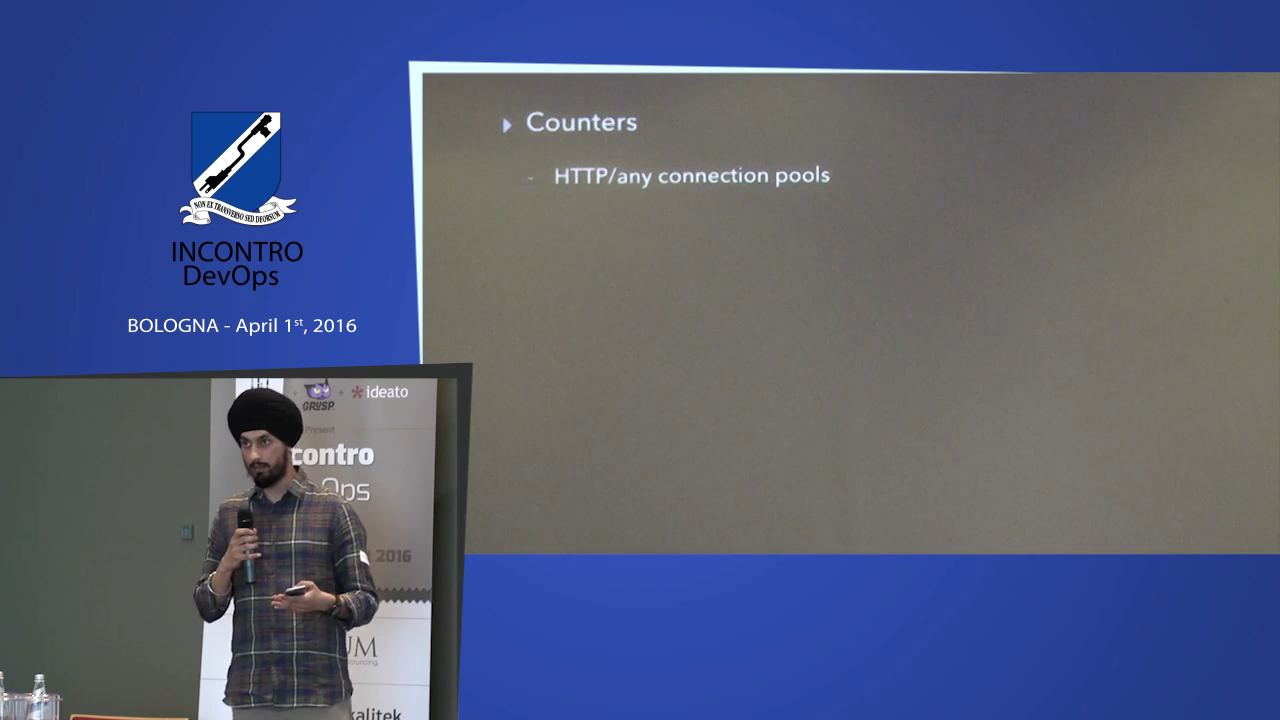 NON EX TRANSVERSO SED DEORSUM
INCONTRO
DevOps
BOLOGNA - April 1st, 2016
Counters
- HTTP/any connection pools
+ GRUSP + ideato
Present
contro
Ops
2016
UM
ourcing
kalitek